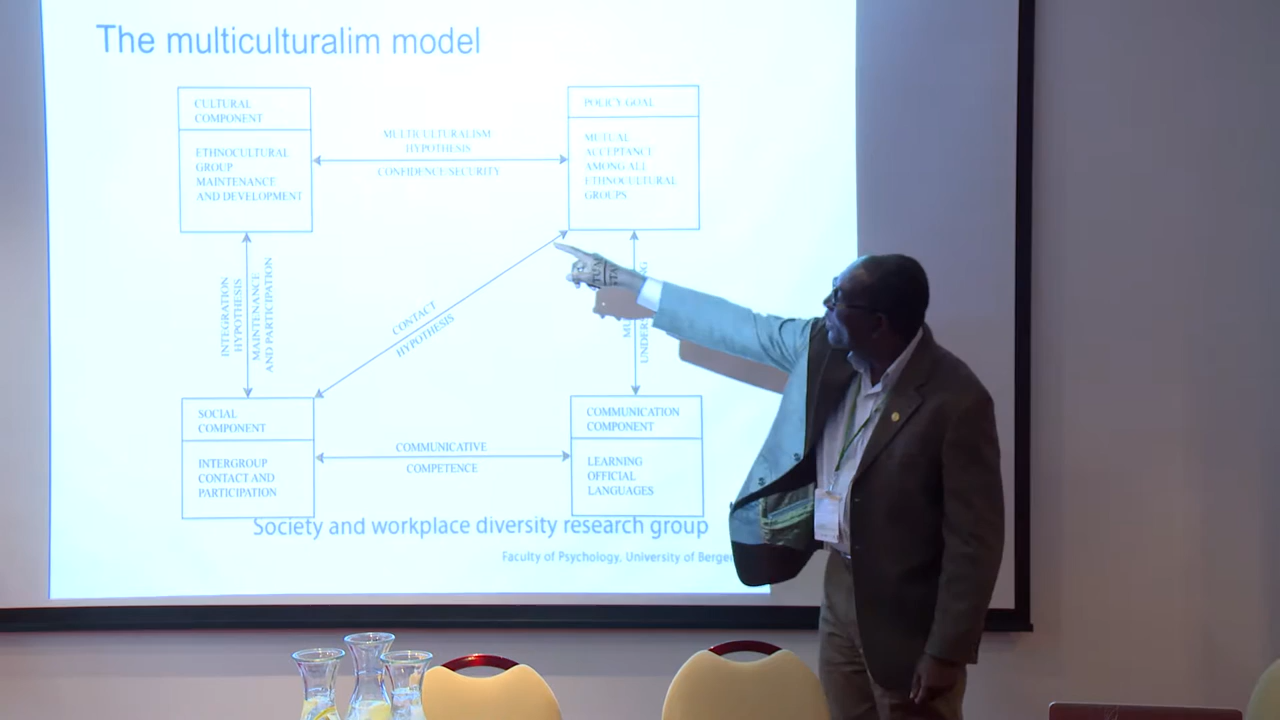 The multiculturalim model
CULTURAL
COMPONENT
ETHNOCULTURAL
GROUP
MAINTENANCE
AND DEVELOPMENT
MULTICULTURALISM
HYPOTHESIS
CONFIDENCE/SECURITY
POLICY GOAL
MUTUAL
ACCEPTANCE
AMONG ALL
ETHNOCULTURAL
GROUPS
INTEGRATION
HYPOTHESIS
MAINTENANCE
AND PARTICIPATION
CONTACT
HYPOTHESIS
SOCIAL
COMPONENT
INTERGROUP
CONTACT AND
PARTICIPATION
COMMUNICATIVE
COMPETENCE
COMMUNICATION
COMPONENT
LEARNING
OFFICIAL
LANGUAGES
Society and workplace diversity research group
Faculty of Psychology, University of